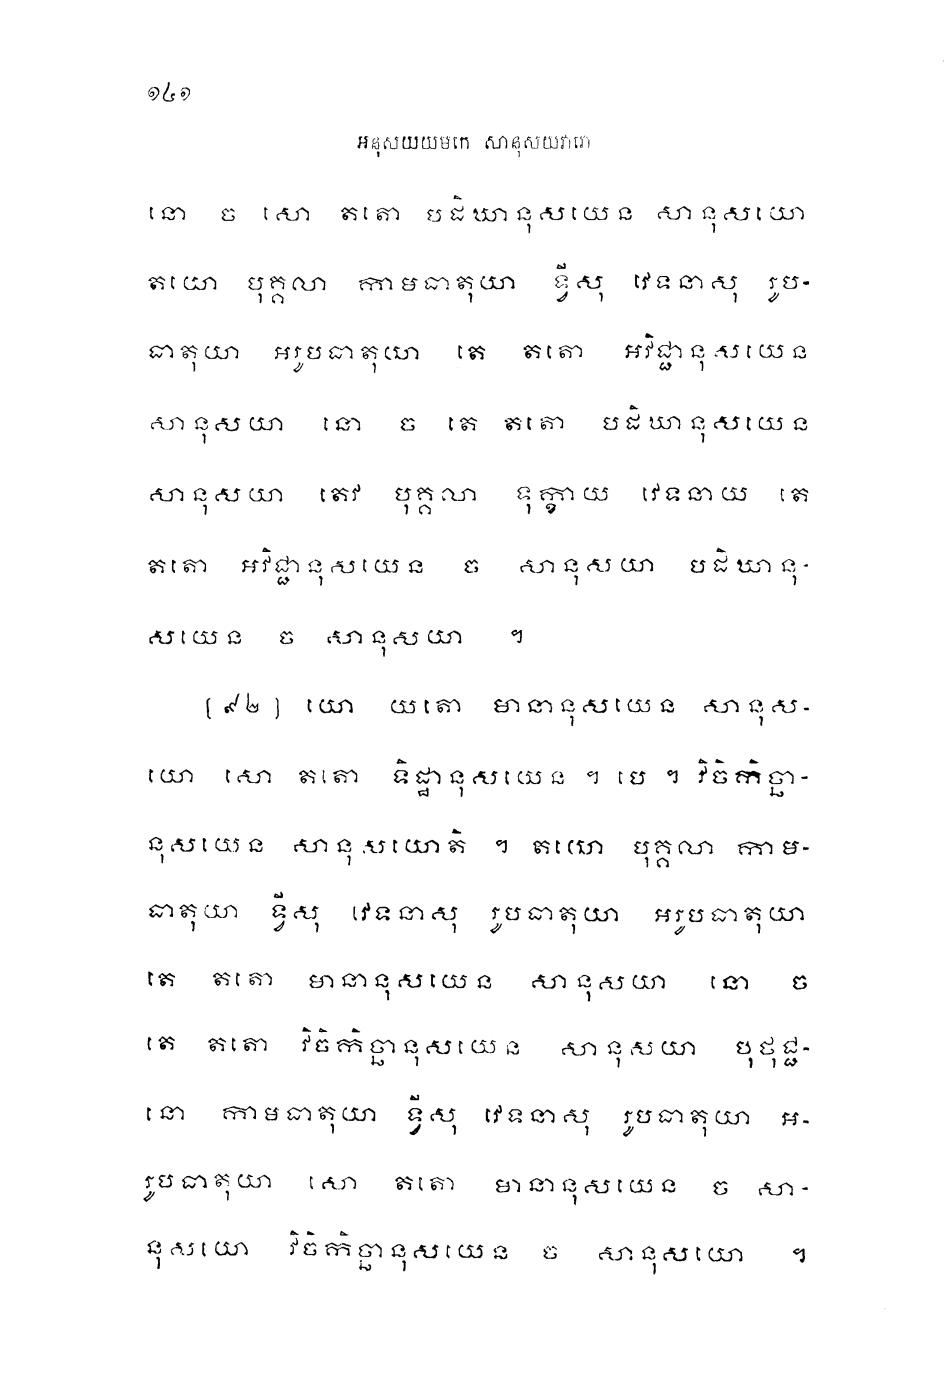 ១៤១
អនុសយយមកេ សានុសយវារោ
នោ ច សោ តតោ បដិឃានុសយេន សានុសយោ
តយោ បុគ្គលា កាមធាតុយា ទ្វីសុ វេទនាសុ រូប-
ធាតុយា អរូបធាតុយា តេ តតោ អវិជ្ជានុសយេន
សានុសយា នោ ច តេ តតោ បដិឃានុសយេន
សានុសយា តេវ បុគ្គលា ទុក្ខាយ វេទនាយ តេ
តតោ អវិជ្ជានុសយេន ច សានុសយា បដិឃានុ-
សយេន ច សានុសយា ។
(៩២) យោ យតោ មានានុសយេន សានុស-
យោ សោ តតោ ទិដ្ឋានុសយេន ។ បេ ។ វិចិកិច្ឆា-
នុសយេន សានុសយោតិ ។ តយោ បុគ្គលា កាម-
ធាតុយា ទ្វីសុ វេទនាសុ រូបធាតុយា អរូបធាតុយា
តេ តតោ មានានុសយេន សានុសយា នោ ច
តេ តតោ វិចិកិច្ឆានុសយេន សានុសយា បុថុជ្ជ-
នោ កាមធាតុយា ទ្វីសុ វេទនាសុ រូបធាតុយា អ-
រូបធាតុយា សោ តតោ មានានុសយេន ច សា-
នុសយោ វិចិកិច្ឆានុសយេន ច សានុសយោ ។